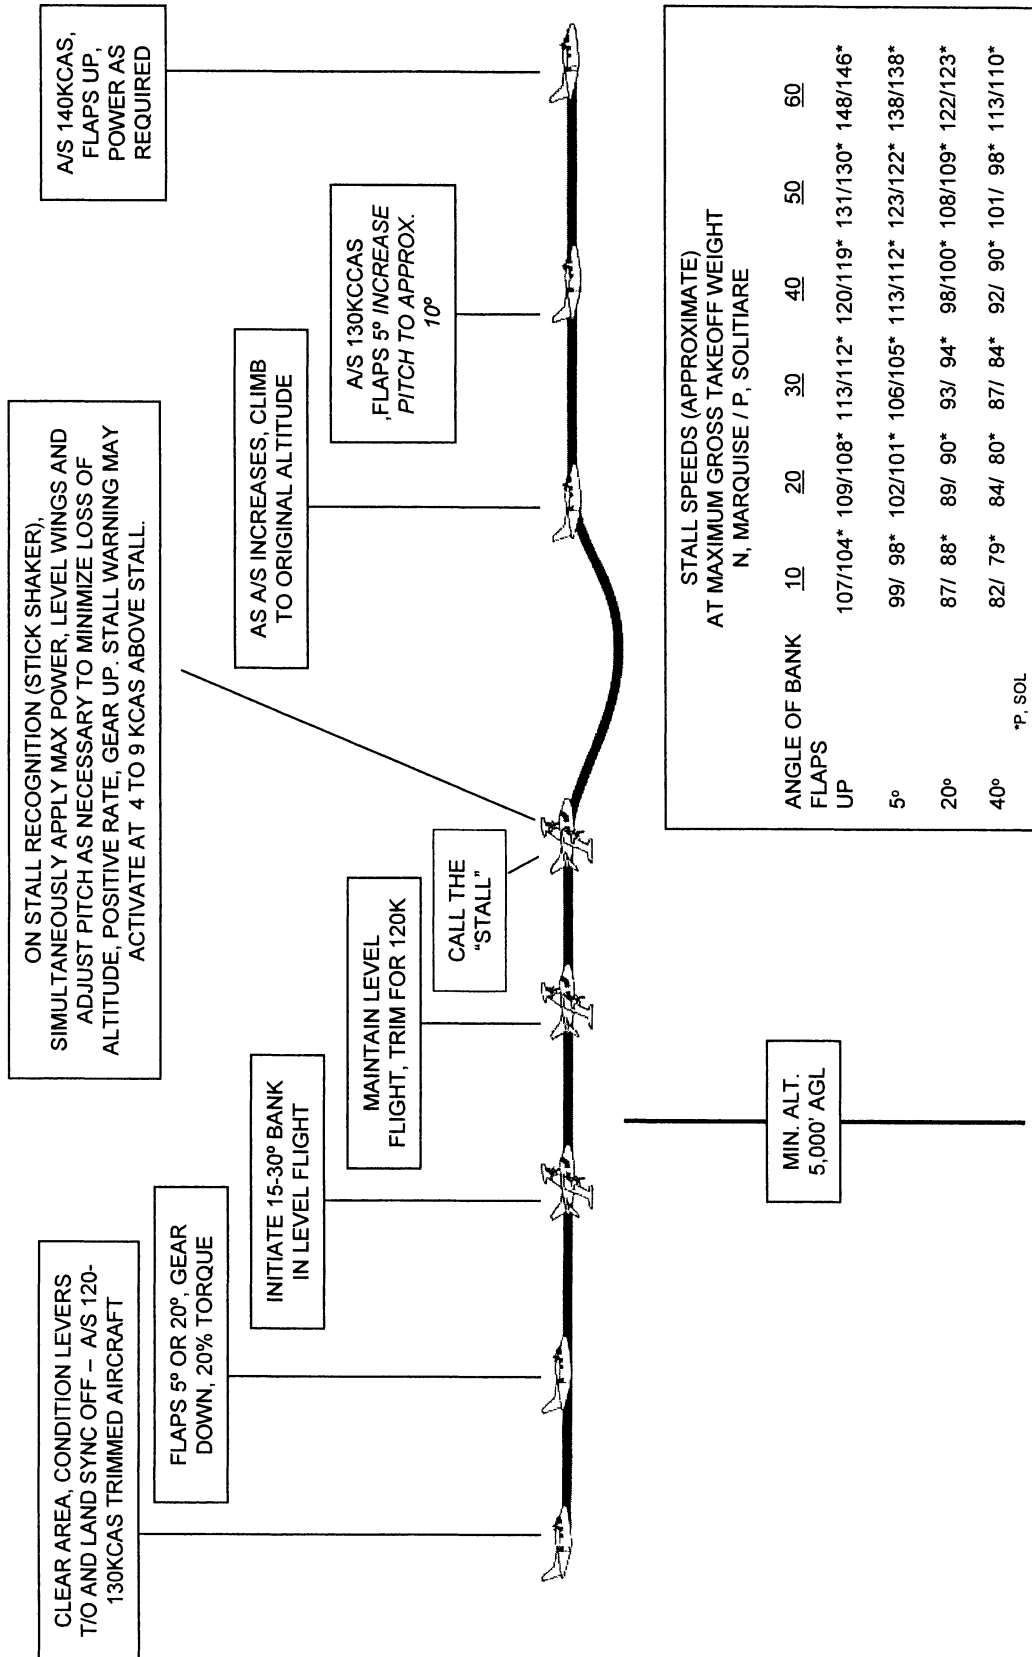 CLEAR AREA, CONDITION LEVERS
T/O AND LAND SYNC OFF – A/S 120-
130KCAS TRIMMED AIRCRAFT
FLAPS 5º OR 20º, GEAR
DOWN, 20% TORQUE
INITIATE 15-30º BANK
IN LEVEL FLIGHT
MAINTAIN LEVEL
FLIGHT, TRIM FOR 120K
CALL THE
“STALL”
ON STALL RECOGNITION (STICK SHAKER),
SIMULTANEOUSLY APPLY MAX POWER, LEVEL WINGS AND
ADJUST PITCH AS NECESSARY TO MINIMIZE LOSS OF
ALTITUDE, POSITIVE RATE, GEAR UP. STALL WARNING MAY
ACTIVATE AT 4 TO 9 KCAS ABOVE STALL.
AS A/S INCREASES, CLIMB
TO ORIGINAL ALTITUDE
A/S 130KCCAS
,FLAPS 5º INCREASE
PITCH TO APPROX.
10º
A/S 140KCAS,
FLAPS UP,
POWER AS
REQUIRED
MIN. ALT.
5,000' AGL
STALL SPEEDS (APPROXIMATE)
AT MAXIMUM GROSS TAKEOFF WEIGHT
N, MARQUISE / P, SOLITIARE
ANGLE OF BANK 10 20 30 40 50 60
FLAPS
UP 107/104* 109/108* 113/112* 120/119* 131/130* 148/146*
5º 99/ 98* 102/101* 106/105* 113/112* 123/122* 138/138*
20º 87/ 88* 89/ 90* 93/ 94* 98/100* 108/109* 122/123*
40º 82/ 79* 84/ 80* 87/ 84* 92/ 90* 101/ 98* 113/110*
*P, SOL